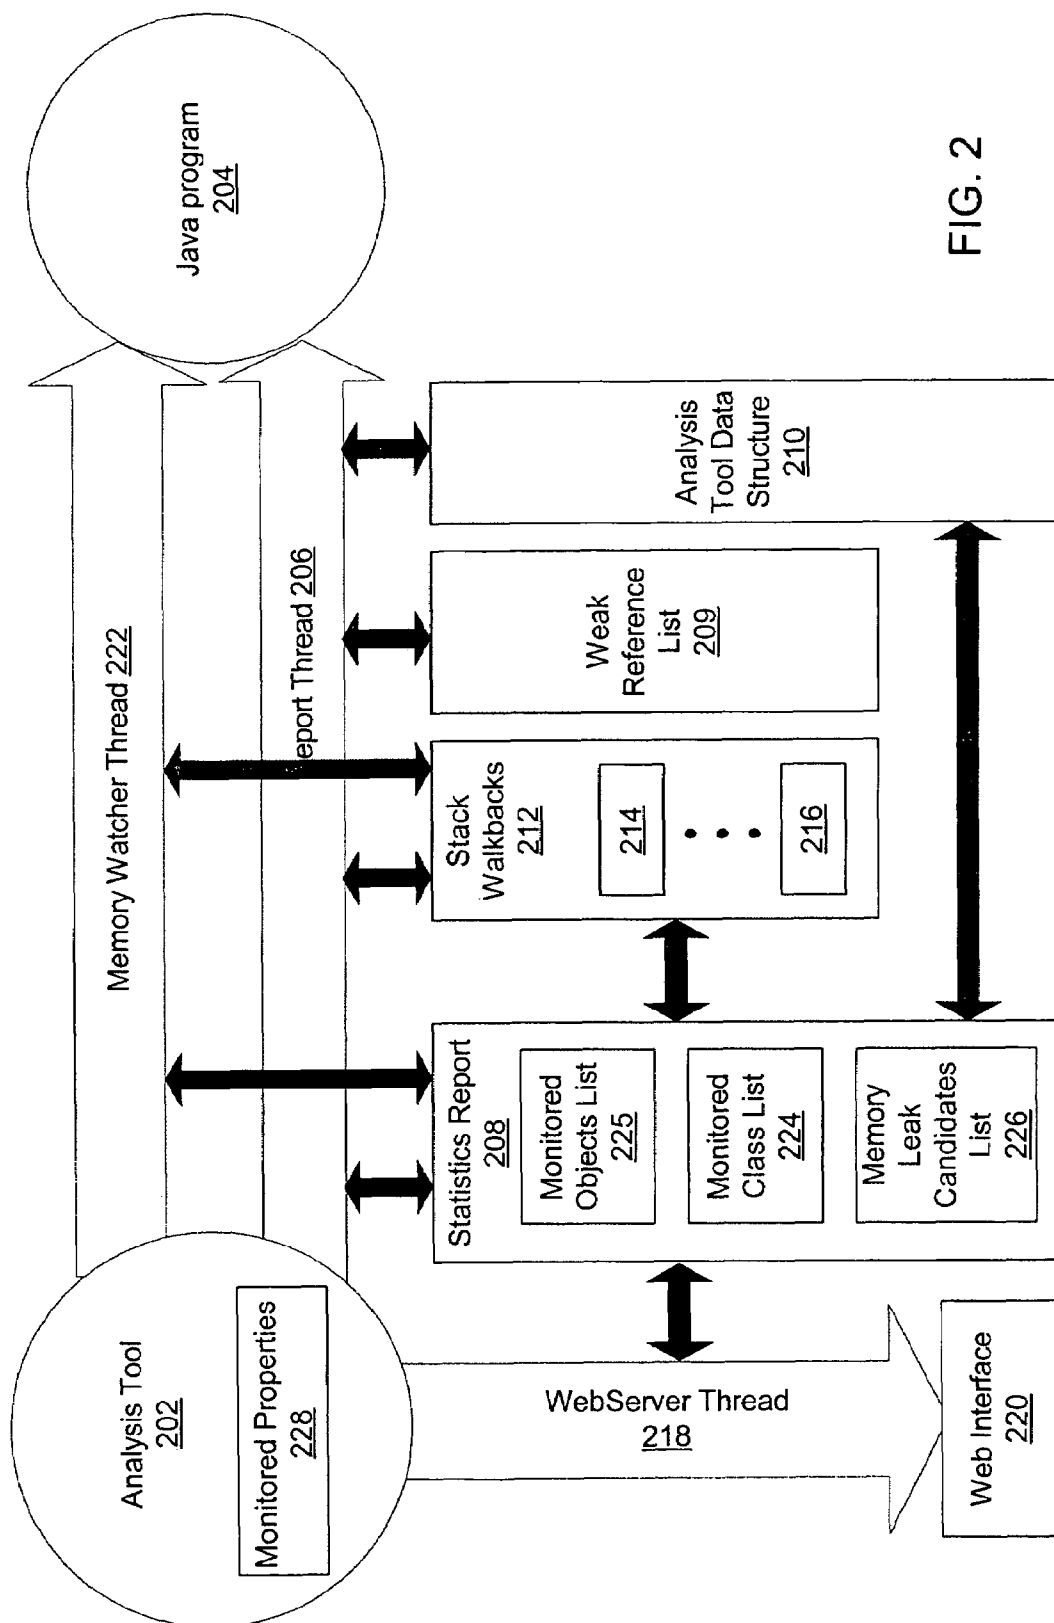 Analysis Tool
202
Monitored Properties
228
Memory Watcher Thread 222
eport Thread 206
Java program
204
WebServer Thread
218
Web Interface
220
Statistics Report
208
Monitored
Objects List
225
Monitored
Class List
224
Memory
Leak
Candidates
List
226
Stack
Walkbacks
212
214
216
Weak
Reference
List
209
Analysis
Tool Data
Structure
210
FIG. 2